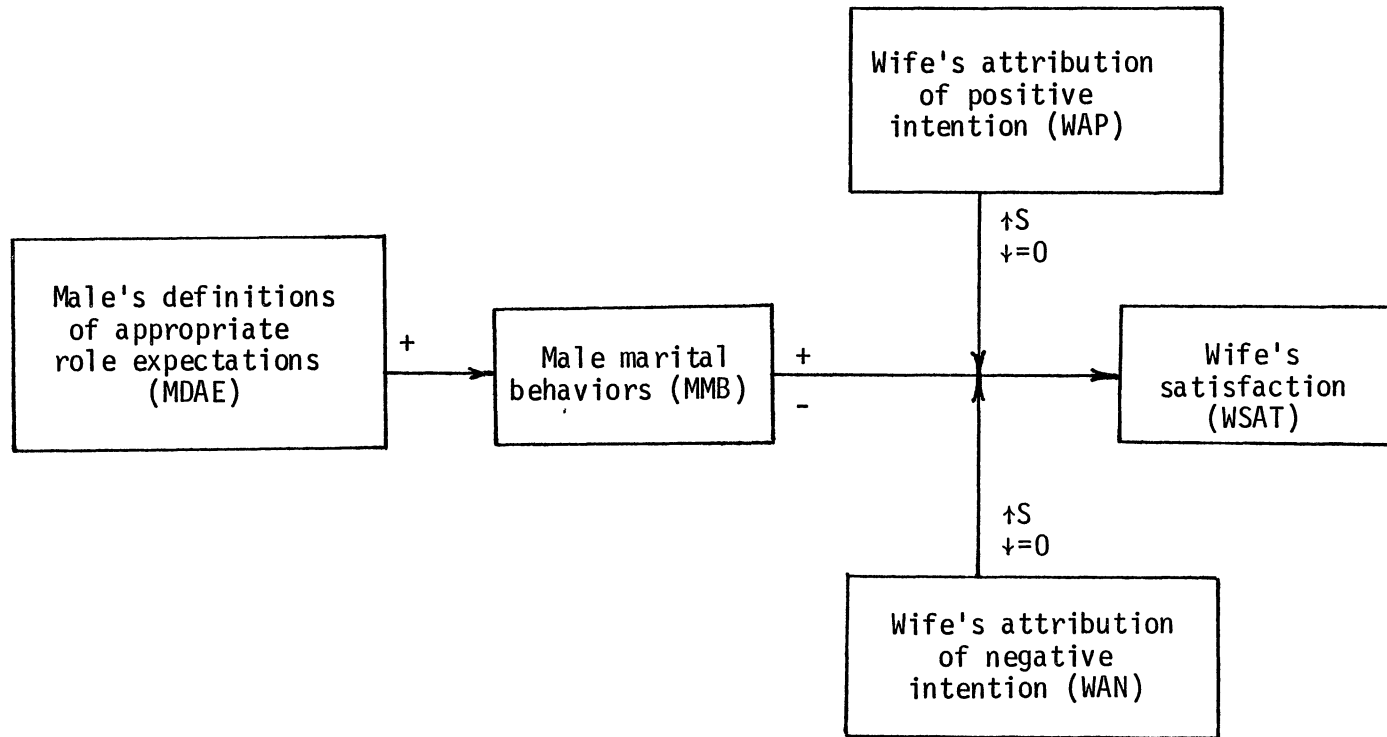 Wife's attribution
of positive
intention (WAP)
↑S
↓=0
Male's definitions
of appropriate
role expectations
(MDAE)
+
Male marital
behaviors (MMB)
+
-
Wife's
satisfaction
(WSAT)
↑S
↓=0
Wife's attribution
of negative
intention (WAN)